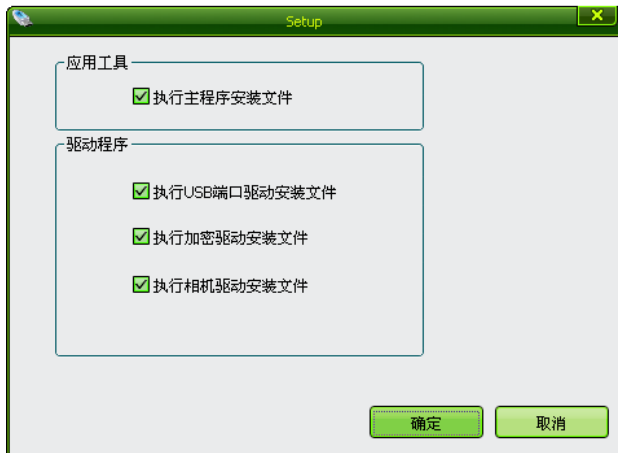 Setup
应用工具
执行主程序安装文件
驱动程序
执行USB端口驱动安装文件
执行加密驱动安装文件
执行相机驱动安装文件
确定
取消